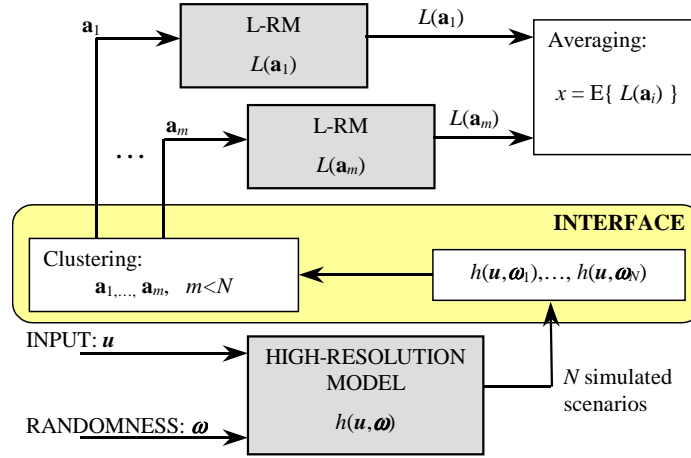 a₁
L-RM
L(a₁)
L(a₁)
Averaging:
x = E{ L(aᵢ) }
aₘ
L-RM
L(aₘ)
L(aₘ)
...
INTERFACE
Clustering:
a₁,..., aₘ, m<N
h(u,ω₁),..., h(u,ω_N)
INPUT: u
HIGH-RESOLUTION
MODEL
h(u,ω)
RANDOMNESS: ω
N simulated
scenarios